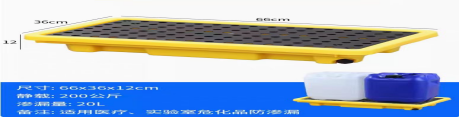 36cm
66cm
12
尺寸: 66x36x12cm
静载: 200公斤
渗漏量: 20L
备注: 适用医疗、实验室危化品防渗漏